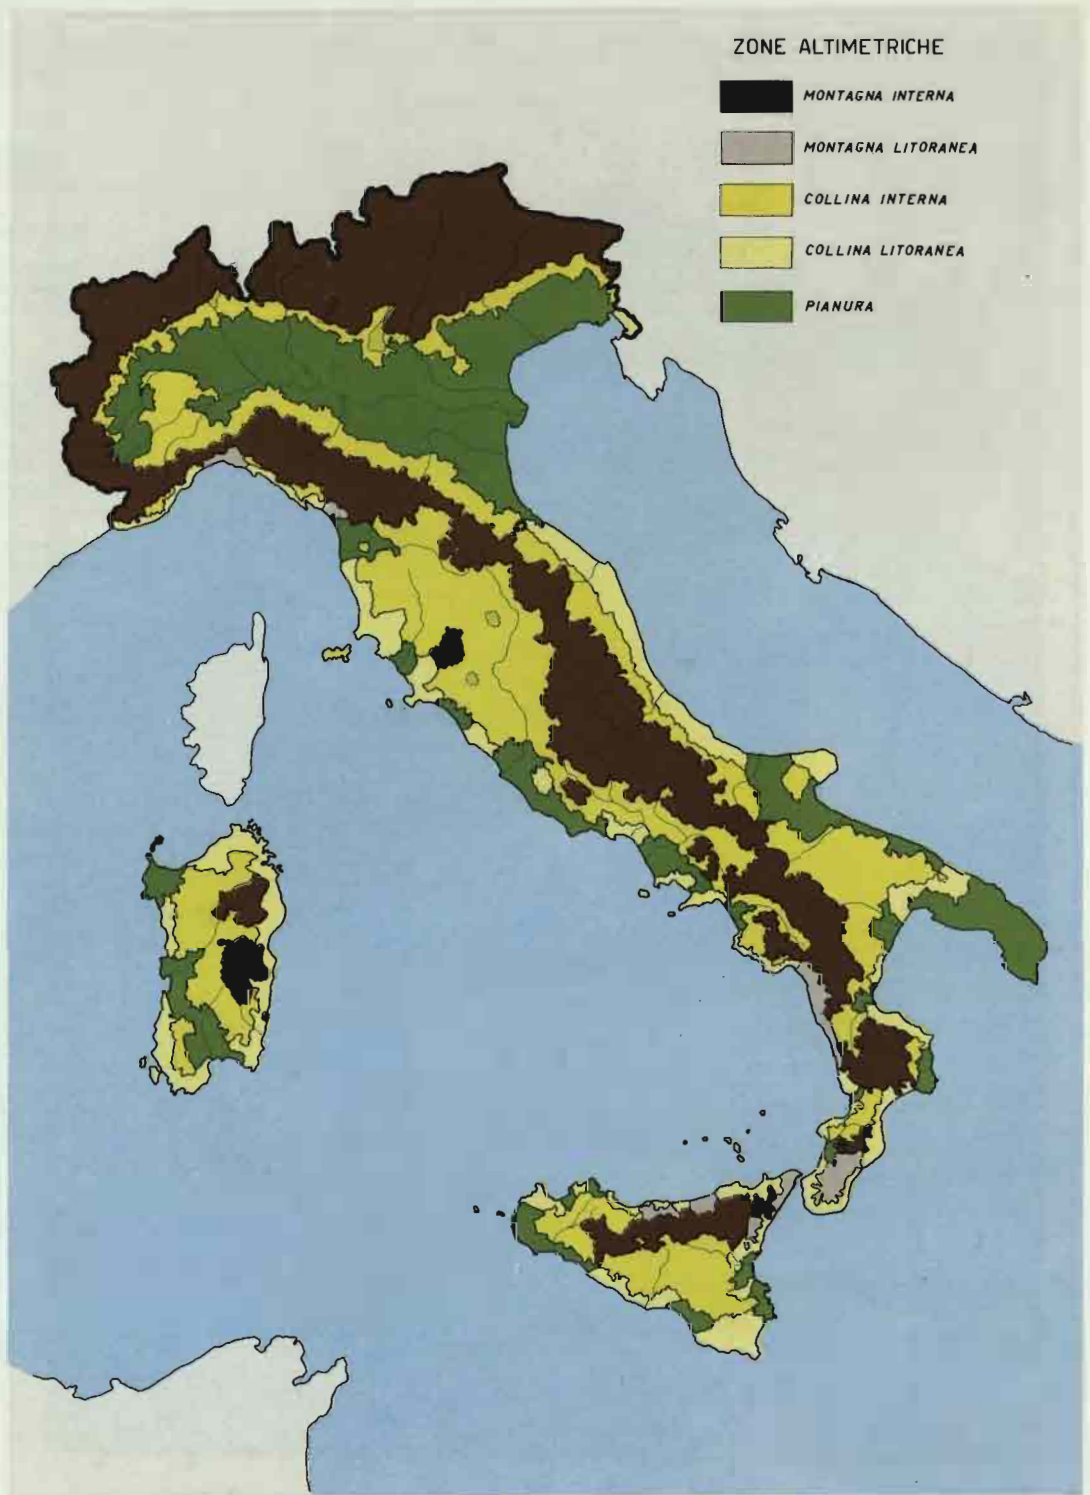 ZONE ALTIMETRICHE
MONTAGNA INTERNA
MONTAGNA LITORANEA
COLLINA INTERNA
COLLINA LITORANEA
PIANURA